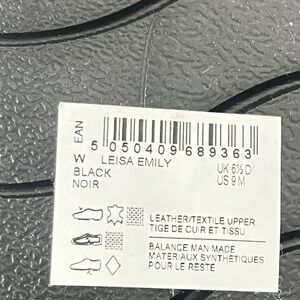 EAN
5 050409 689363
W LEISA EMILY UK 6½ D
BLACK US 9 M
NOIR
LEATHER/TEXTILE UPPER
TIGE DE CUIR ET TISSU
BALANCE MAN MADE
MATERIAUX SYNTHETIQUES
POUR LE RESTE